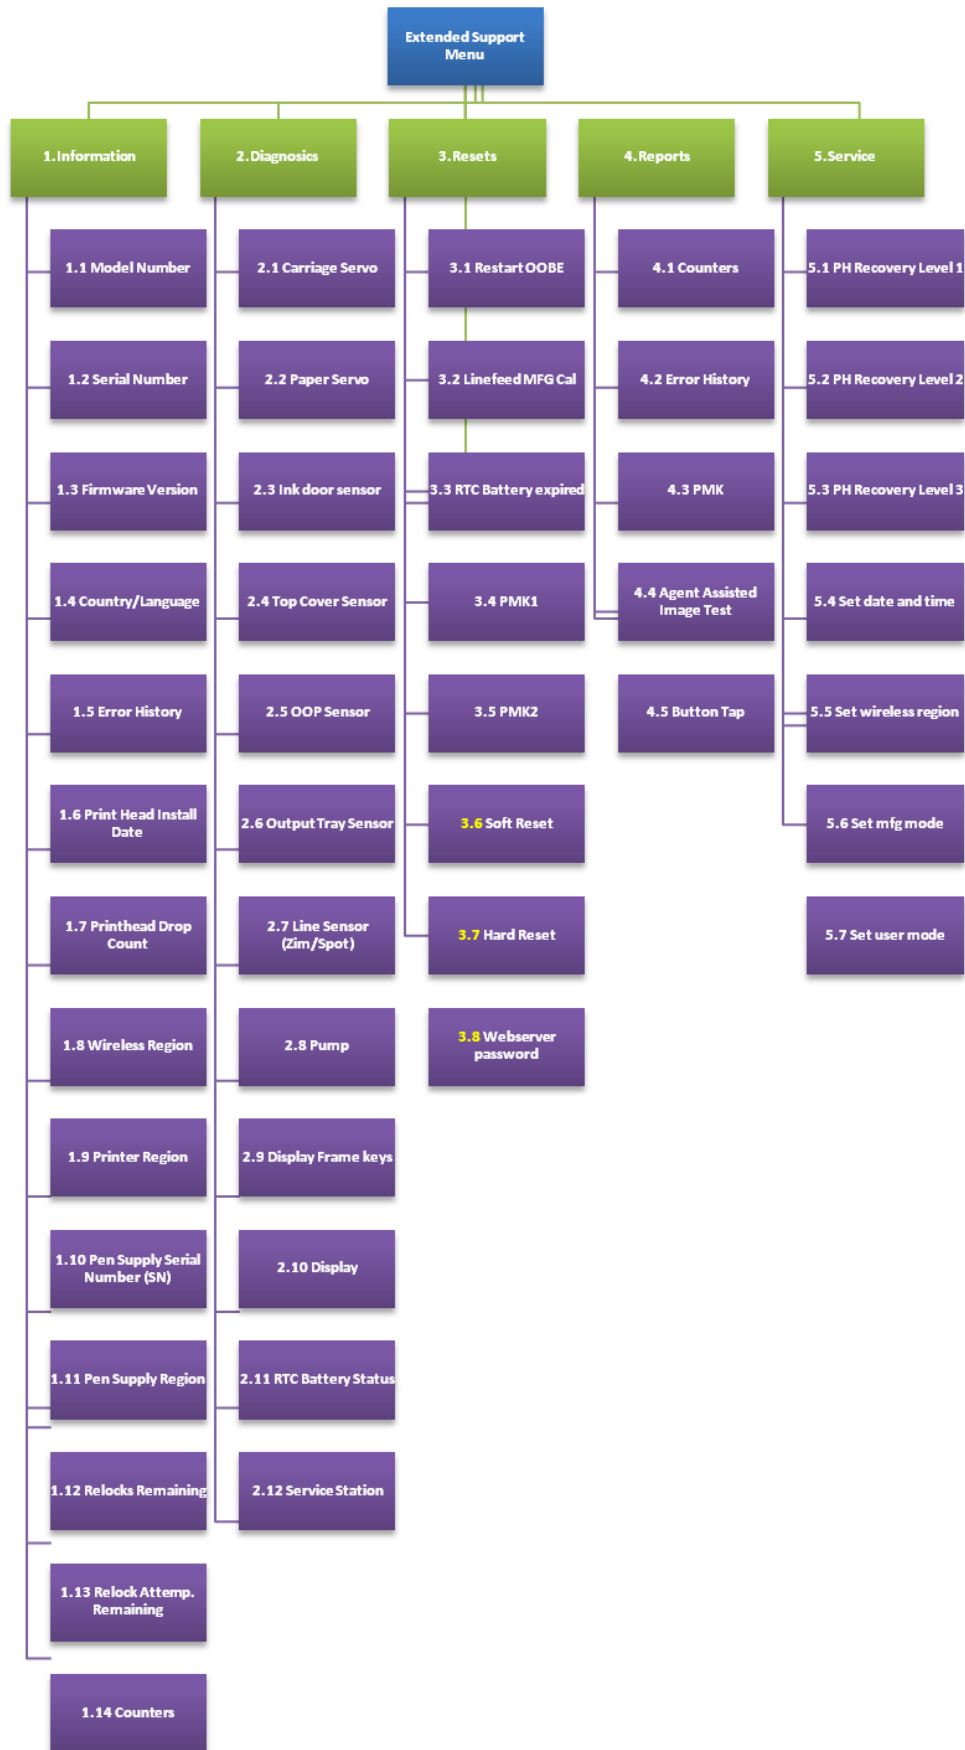 Extended Support
Menu
1.Information
2.Diagnosics
3.Resets
4.Reports
5.Service
1.1 Model Number
1.2 Serial Number
1.3 Firmware Version
1.4 Country/Language
1.5 Error History
1.6 Print Head Install
Date
1.7 Printhead Drop
Count
1.8 Wireless Region
1.9 Printer Region
1.10 Pen Supply Serial
Number (SN)
1.11 Pen Supply Region
1.12 Relocks Remaining
1.13 Relock Attemp.
Remaining
1.14 Counters
2.1 Carriage Servo
2.2 Paper Servo
2.3 Ink door sensor
2.4 Top Cover Sensor
2.5 OOP Sensor
2.6 Output Tray Sensor
2.7 Line Sensor
(Zim/Spot)
2.8 Pump
2.9 Display Frame keys
2.10 Display
2.11 RTC Battery Status
2.12 Service Station
3.1 Restart OOBE
3.2 Linefeed MFG Cal
3.3 RTC Battery expired
3.4 PMK1
3.5 PMK2
3.6 Soft Reset
3.7 Hard Reset
3.8 Webserver
password
4.1 Counters
4.2 Error History
4.3 PMK
4.4 Agent Assisted
Image Test
4.5 Button Tap
5.1 PH Recovery Level 1
5.2 PH Recovery Level 2
5.3 PH Recovery Level 3
5.4 Set date and time
5.5 Set wireless region
5.6 Set mfg mode
5.7 Set user mode